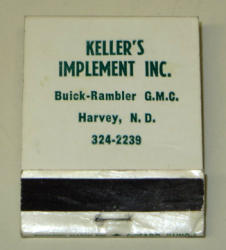 KELLER'S
IMPLEMENT INC.
Buick-Rambler G.M.C.
Harvey, N. D.
324-2239